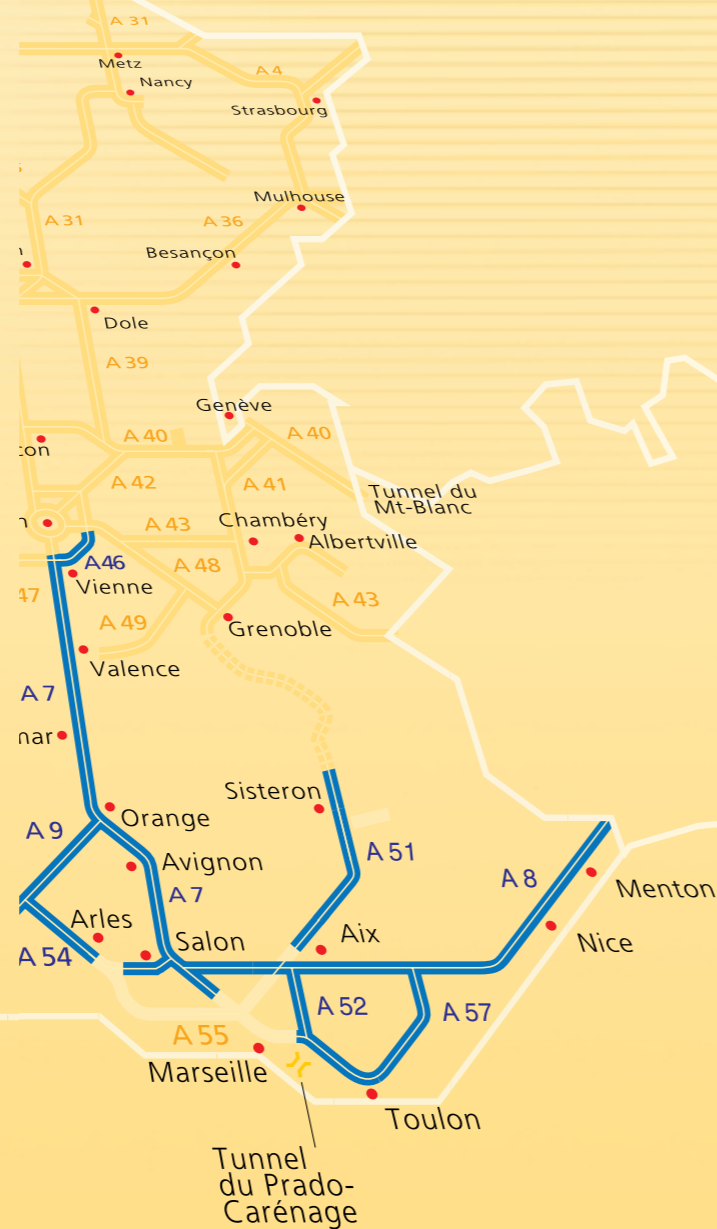 A 31
Metz
A 4
Nancy
Strasbourg
Mulhouse
A 31
A 36
Besançon
Dole
A 39
Genève
A 40
A 40
A 42
A 41
Tunnel du
Mt-Blanc
A 43
Chambéry
Albertville
A 46
A 48
Vienne
A 43
A 49
Grenoble
Valence
A 7
Sisteron
Orange
A 9
A 51
Avignon
A 8
A 7
Menton
Arles
Salon
Aix
Nice
A 54
A 52
A 57
A 55
Marseille
Toulon
Tunnel
du Prado-
Carénage